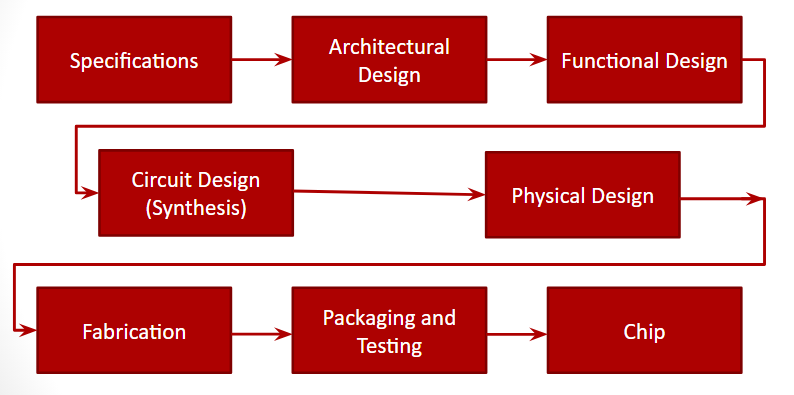 Specifications
Architectural
Design
Functional Design
Circuit Design
(Synthesis)
Physical Design
Fabrication
Packaging and
Testing
Chip